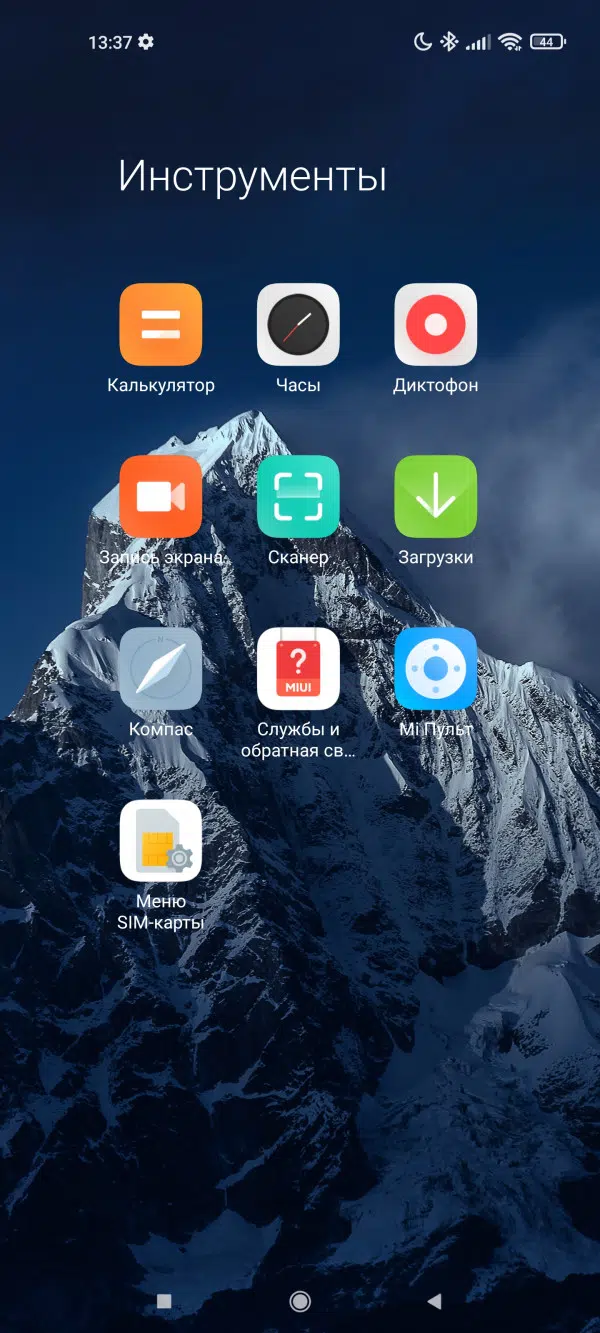 13:37
44
Инструменты
Калькулятор
Часы
Диктофон
Запись экрана
Сканер
Загрузки
N
Компас
MIUI
Службы и
обратная св...
Mi Пульт
Меню
SIM-карты